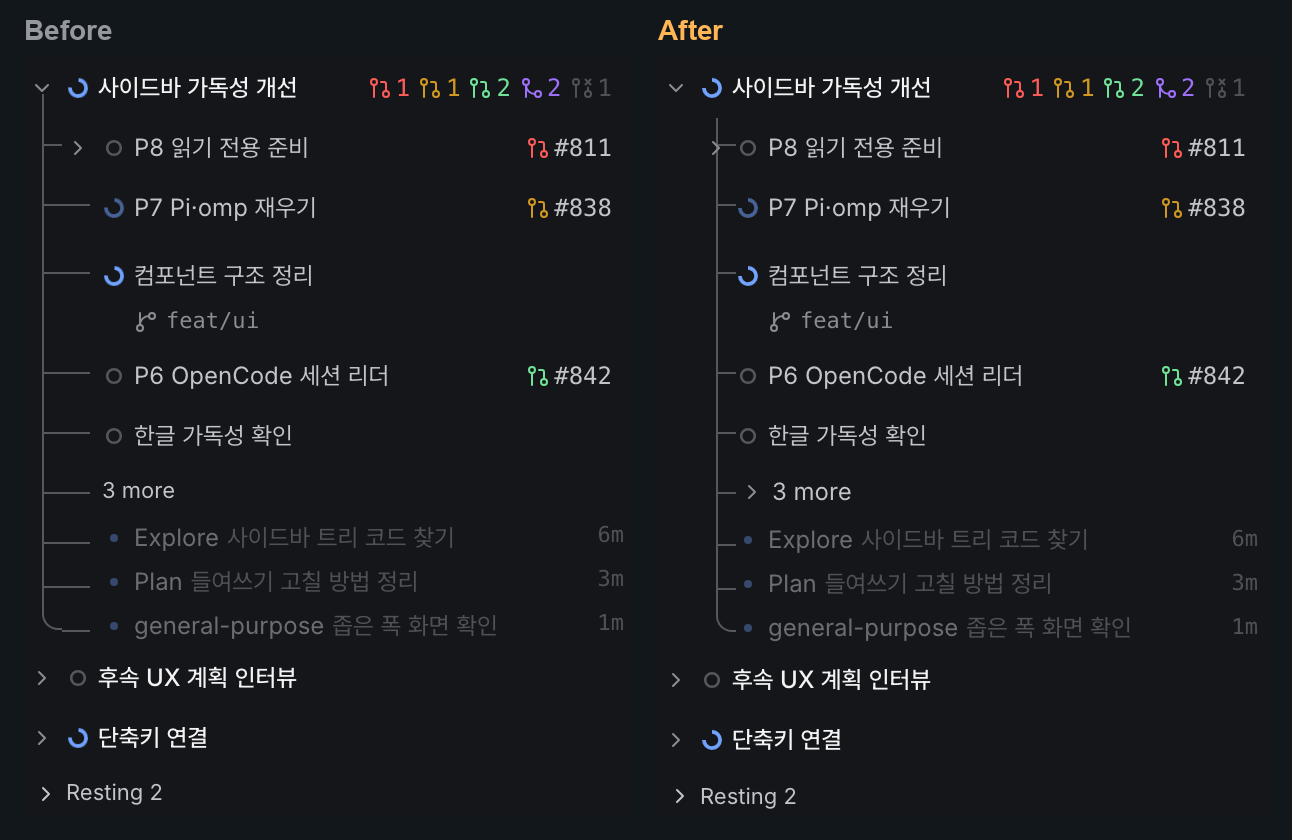 Before
사이드바 가독성 개선 1 1 2 2 1
P8 읽기 전용 준비 #811
P7 Pi·omp 재우기 #838
컴포넌트 구조 정리
feat/ui
P6 OpenCode 세션 리더 #842
한글 가독성 확인
3 more
Explore 사이드바 트리 코드 찾기 6m
Plan 들여쓰기 고칠 방법 정리 3m
general-purpose 좁은 폭 화면 확인 1m
후속 UX 계획 인터뷰
단축키 연결
Resting 2
After
사이드바 가독성 개선 1 1 2 2 1
P8 읽기 전용 준비 #811
P7 Pi·omp 재우기 #838
컴포넌트 구조 정리
feat/ui
P6 OpenCode 세션 리더 #842
한글 가독성 확인
3 more
Explore 사이드바 트리 코드 찾기 6m
Plan 들여쓰기 고칠 방법 정리 3m
general-purpose 좁은 폭 화면 확인 1m
후속 UX 계획 인터뷰
단축키 연결
Resting 2